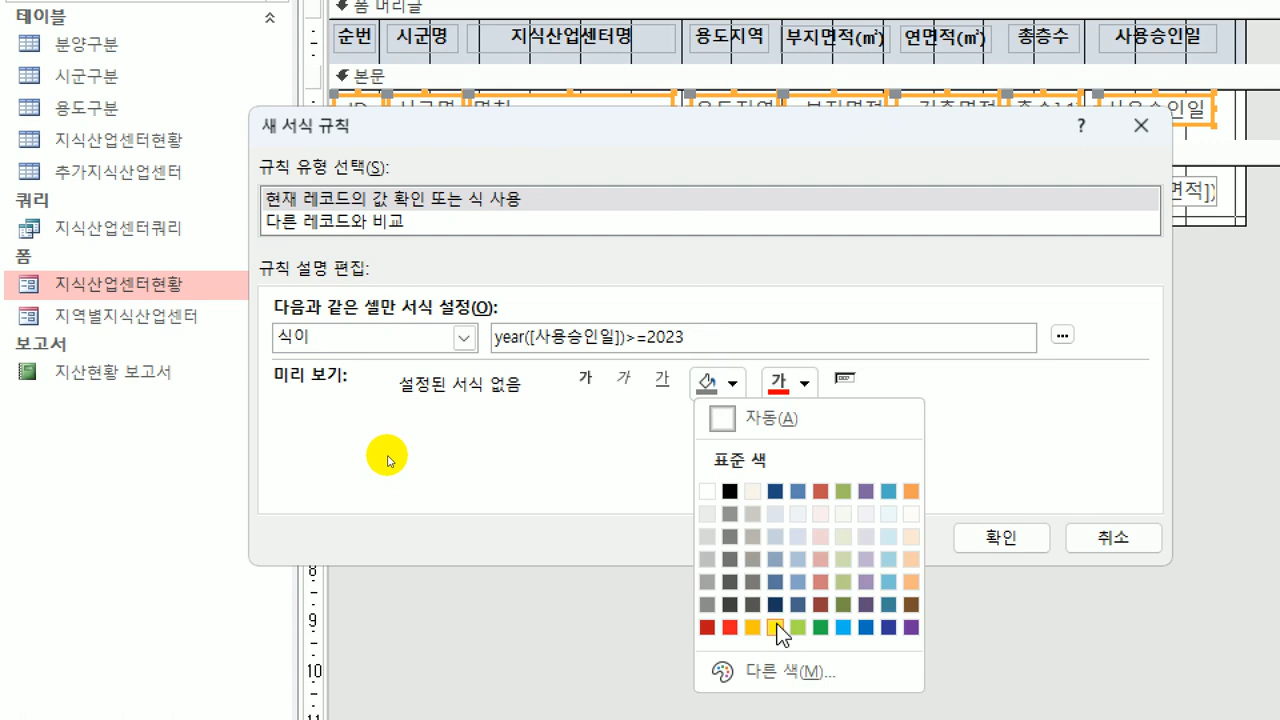 테이블
분양구분
시군구분
용도구분
지식산업센터현황
추가지식산업센터
쿼리
지식산업센터쿼리
폼
지식산업센터현황
지역별지식산업센터
보고서
지산현황 보고서
폼 머리글
순번 시군명 지식산업센터명 용도지역 부지면적(㎡) 연면적(㎡) 총층수 사용승인일
본문
사용승인일
면적])
새 서식 규칙
?
규칙 유형 선택(S):
현재 레코드의 값 확인 또는 식 사용
다른 레코드와 비교
규칙 설명 편집:
다음과 같은 셀만 서식 설정(O):
식이 year([사용승인일])>=2023 ...
미리 보기: 설정된 서식 없음 가 가 가 가
자동(A)
표준 색
다른 색(M)...
확인 취소
8
9
10